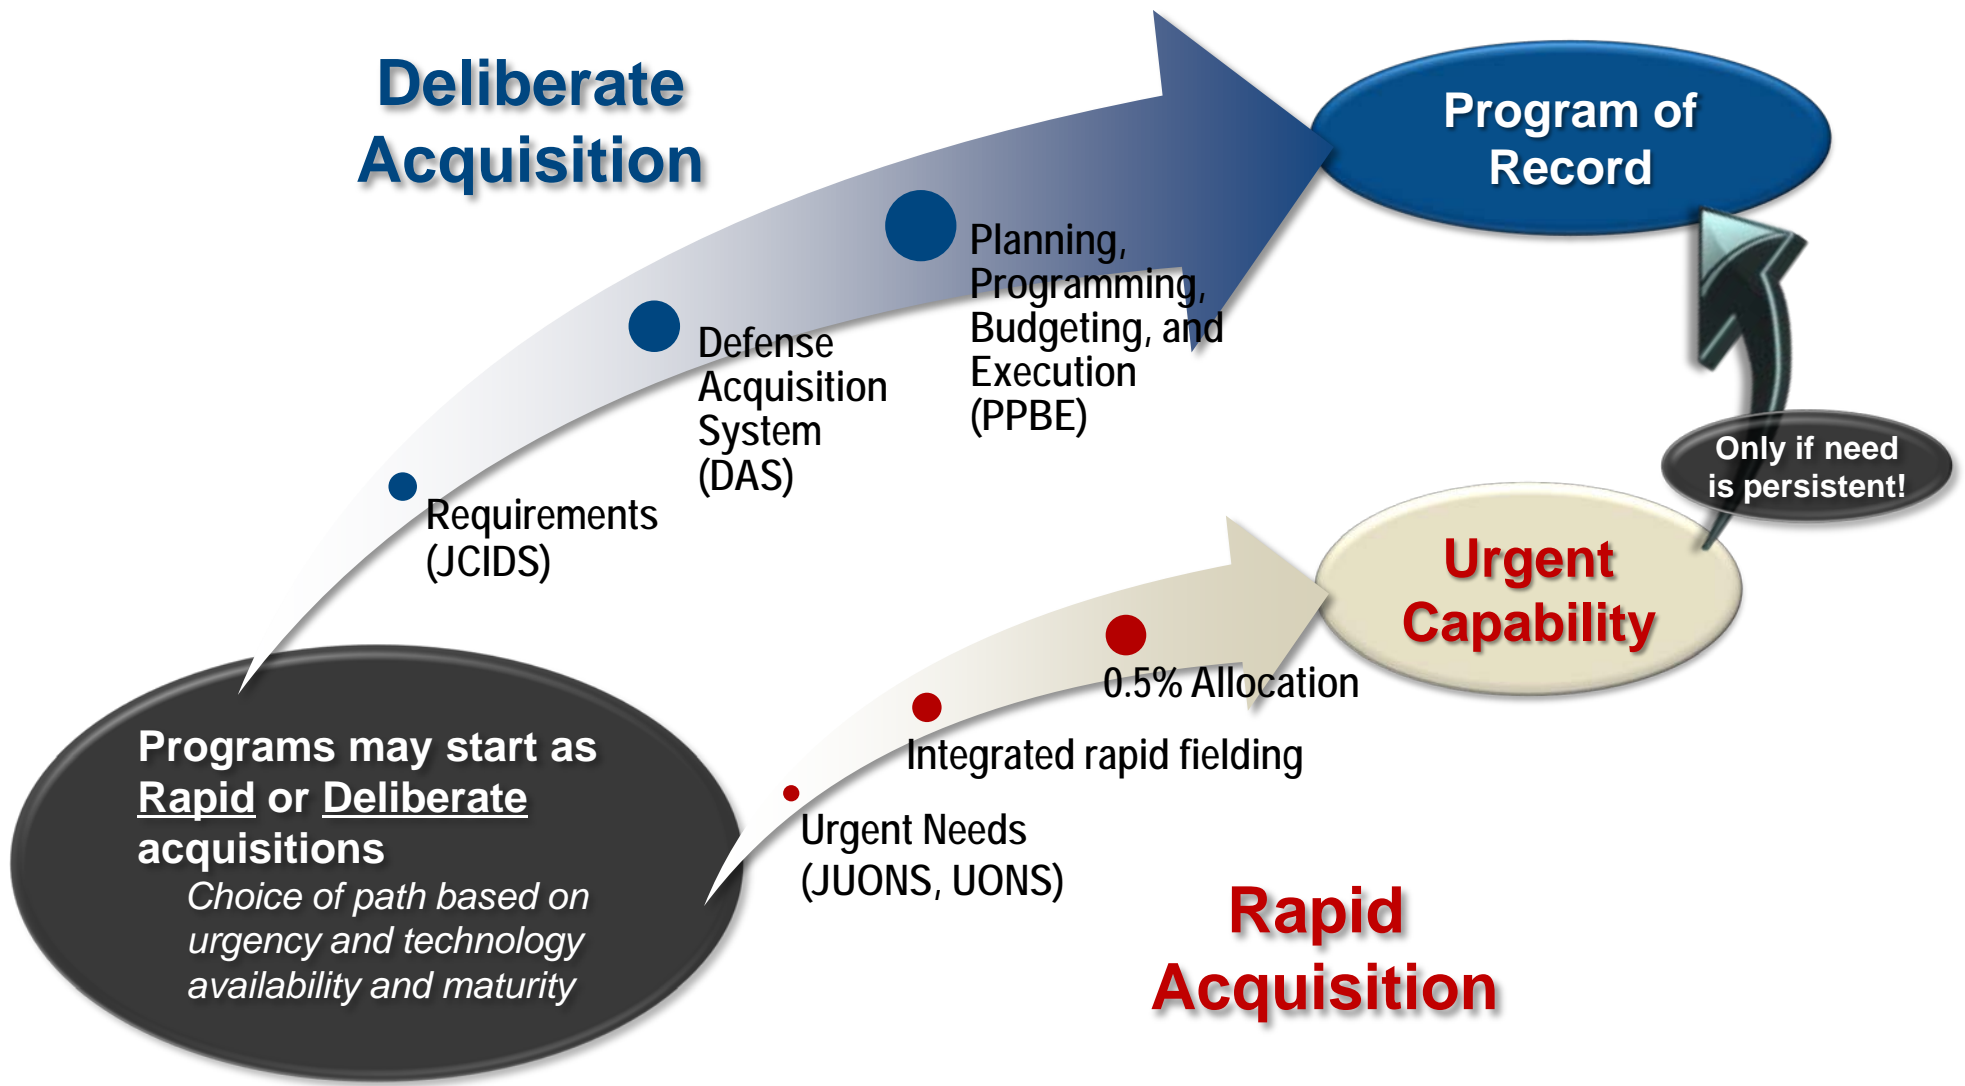 Deliberate
Acquisition
Program of
Record
Planning,
Programming,
Budgeting, and
Execution
(PPBE)
Defense
Acquisition
System
(DAS)
Requirements
(JCIDS)
Only if need
is persistent!
Urgent
Capability
0.5% Allocation
Integrated rapid fielding
Urgent Needs
(JUONS, UONS)
Programs may start as
Rapid or Deliberate
acquisitions
Choice of path based on
urgency and technology
availability and maturity
Rapid
Acquisition